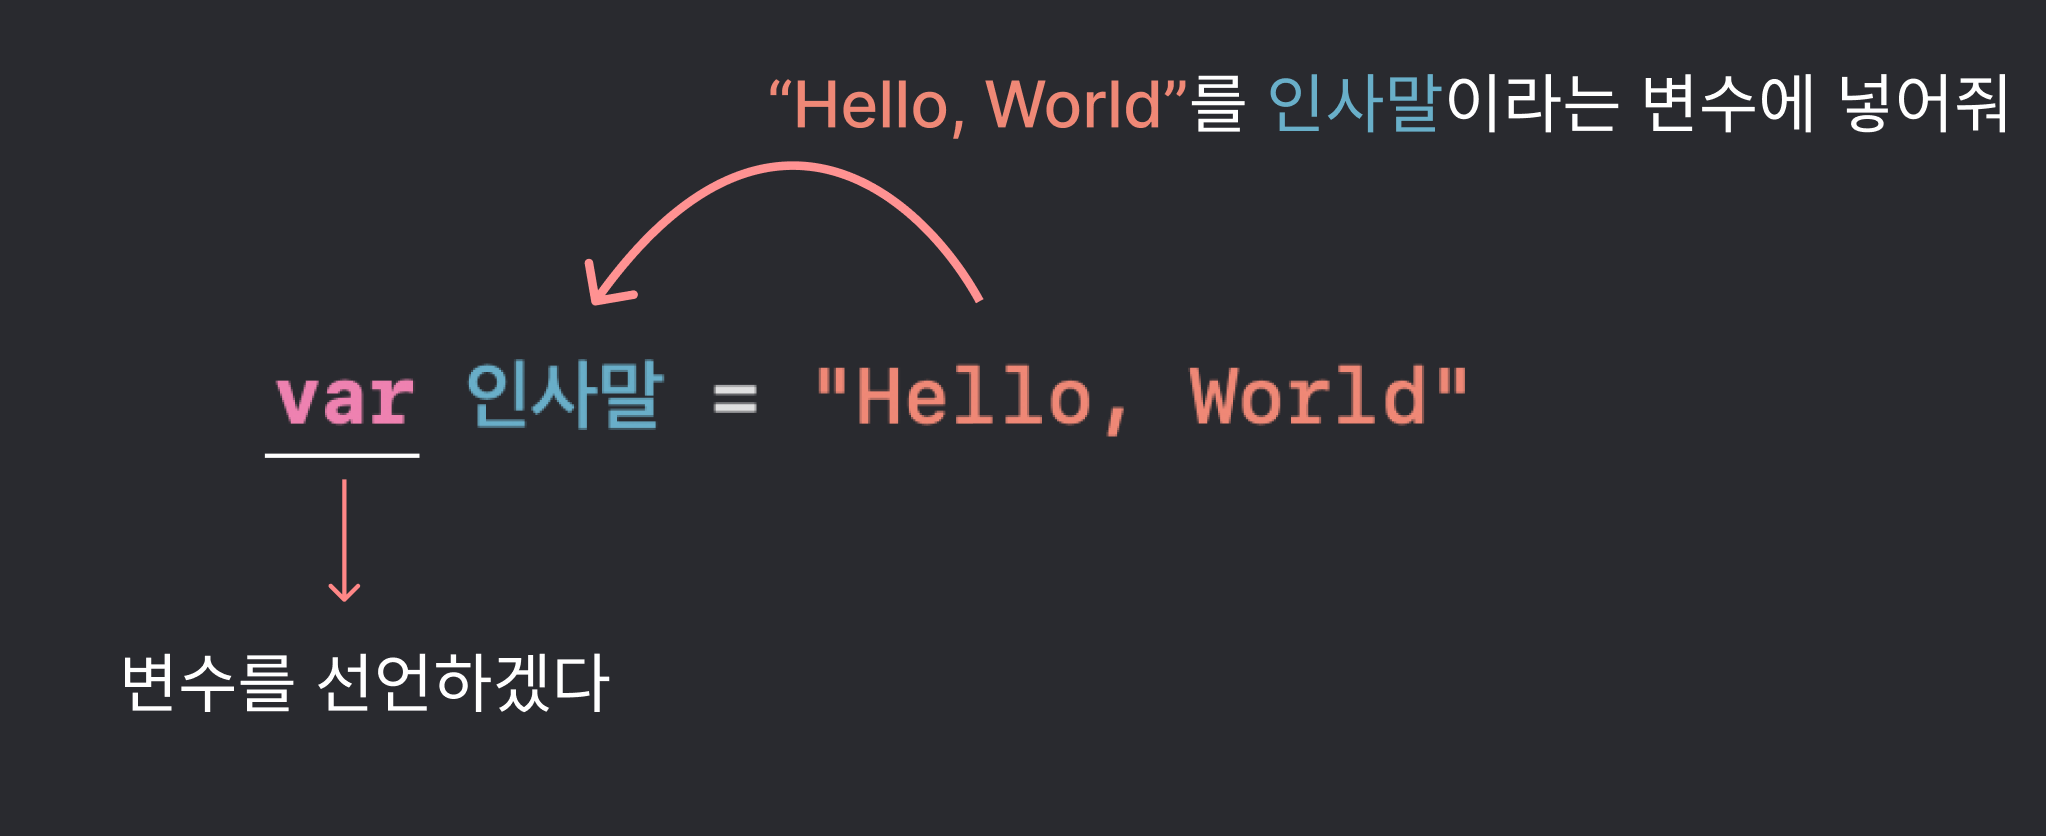 “Hello, World”를 인사말이라는 변수에 넣어줘
var 인사말 = "Hello, World"
변수를 선언하겠다